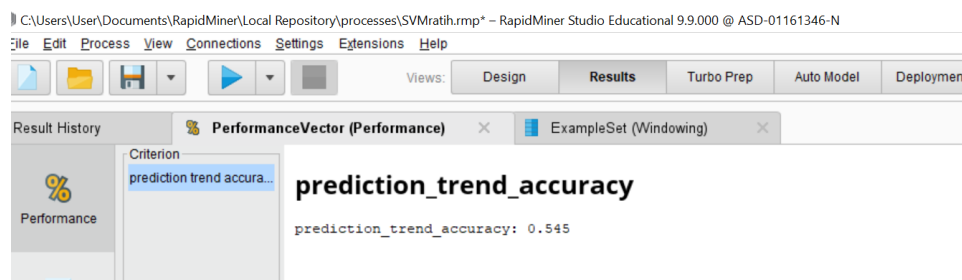 C:\Users\User\Documents\RapidMiner\Local Repository\processes\SVMrath.rmp* – RapidMiner Studio Educational 9.9.000 @ ASD-01161346-N
File Edit Process View Connections Settings Extensions Help
Views: Design Results Turbo Prep Auto Model Deploymen
Result History PerformanceVector (Performance) ExampleSet (Windowing)
Criterion
prediction trend accura...
% Performance
prediction_trend_accuracy
prediction_trend_accuracy: 0.545